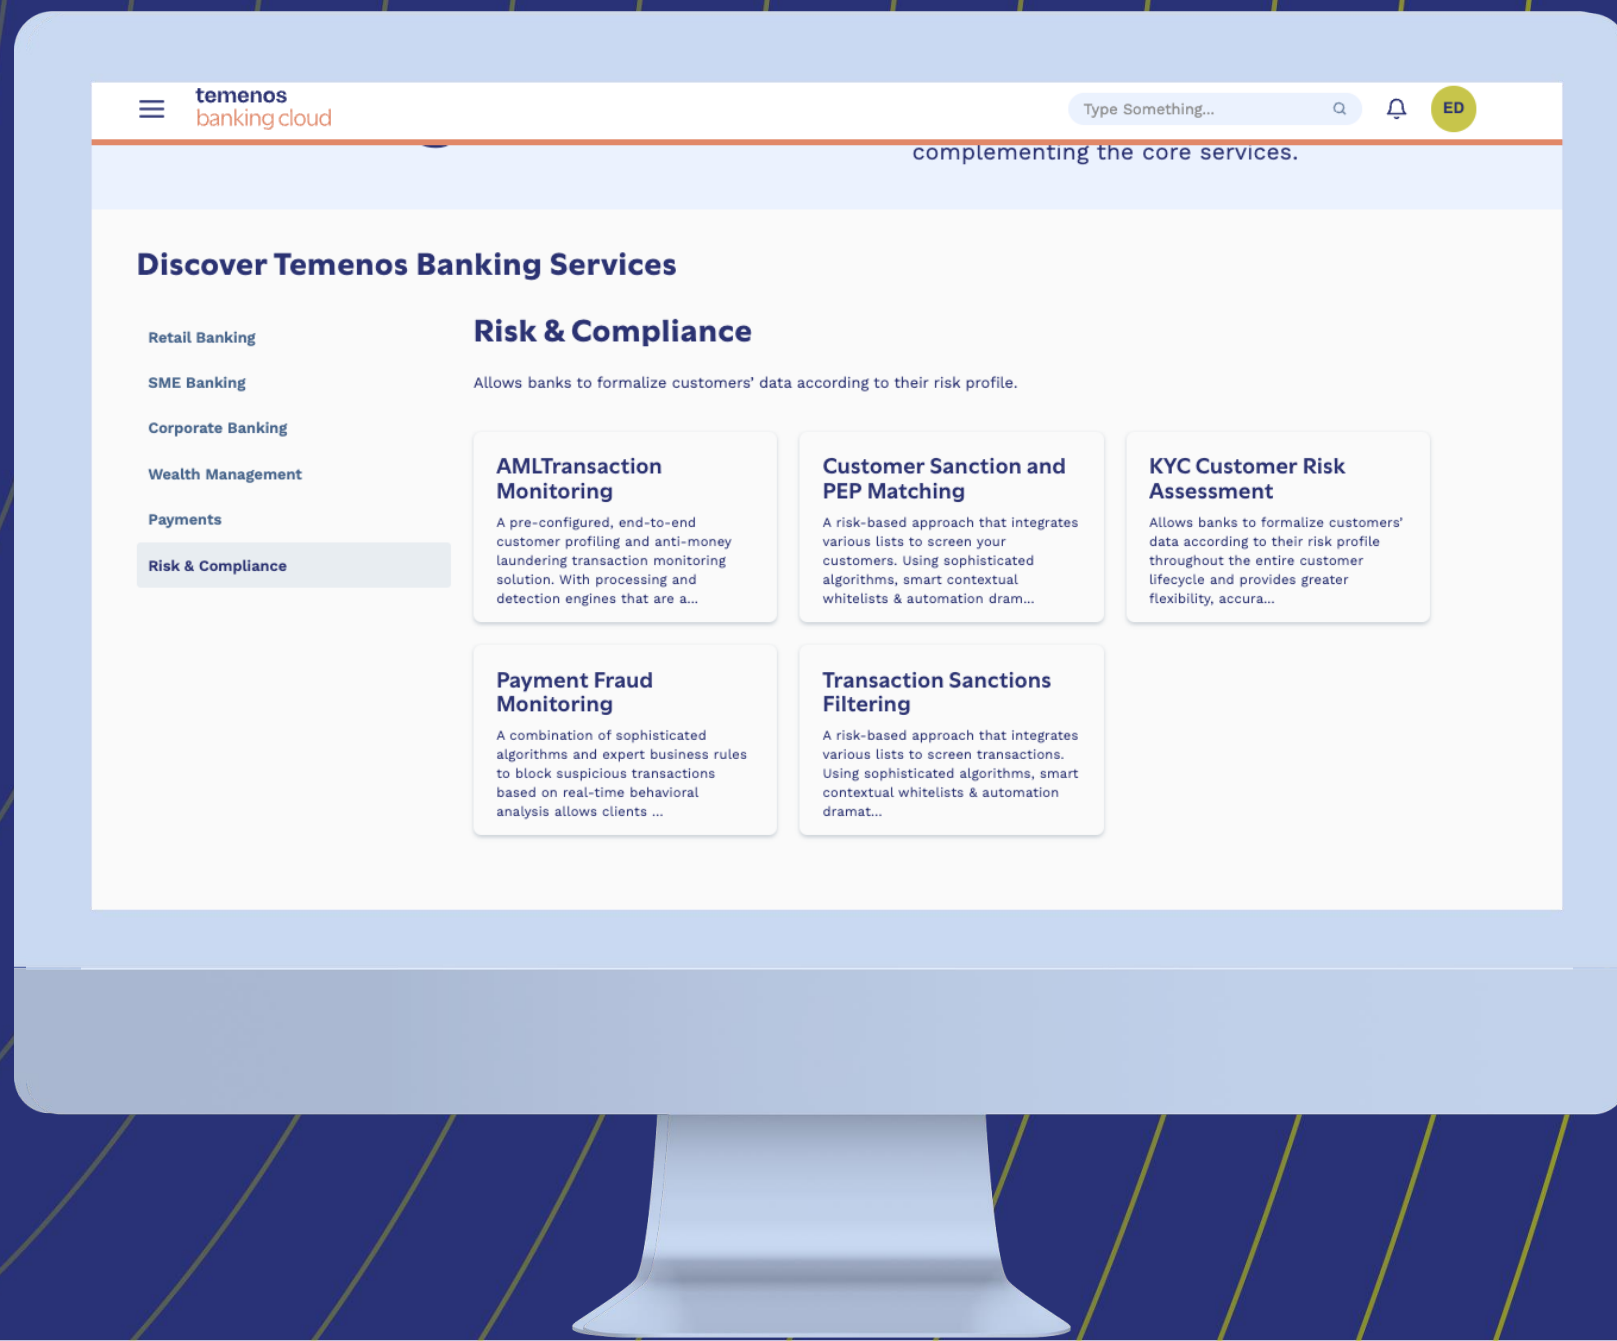 temenos
banking cloud
Type Something...
ED
complementing the core services.
Discover Temenos Banking Services
Retail Banking
SME Banking
Corporate Banking
Wealth Management
Payments
Risk & Compliance
Risk & Compliance
Allows banks to formalize customers’ data according to their risk profile.
AMLTransaction
Monitoring
A pre-configured, end-to-end
customer profiling and anti-money
laundering transaction monitoring
solution. With processing and
detection engines that are a...
Customer Sanction and
PEP Matching
A risk-based approach that integrates
various lists to screen your
customers. Using sophisticated
algorithms, smart contextual
whitelists & automation dram...
KYC Customer Risk
Assessment
Allows banks to formalize customers’
data according to their risk profile
throughout the entire customer
lifecycle and provides greater
flexibility, accura...
Payment Fraud
Monitoring
A combination of sophisticated
algorithms and expert business rules
to block suspicious transactions
based on real-time behavioral
analysis allows clients ...
Transaction Sanctions
Filtering
A risk-based approach that integrates
various lists to screen transactions.
Using sophisticated algorithms, smart
contextual whitelists & automation
dramat...